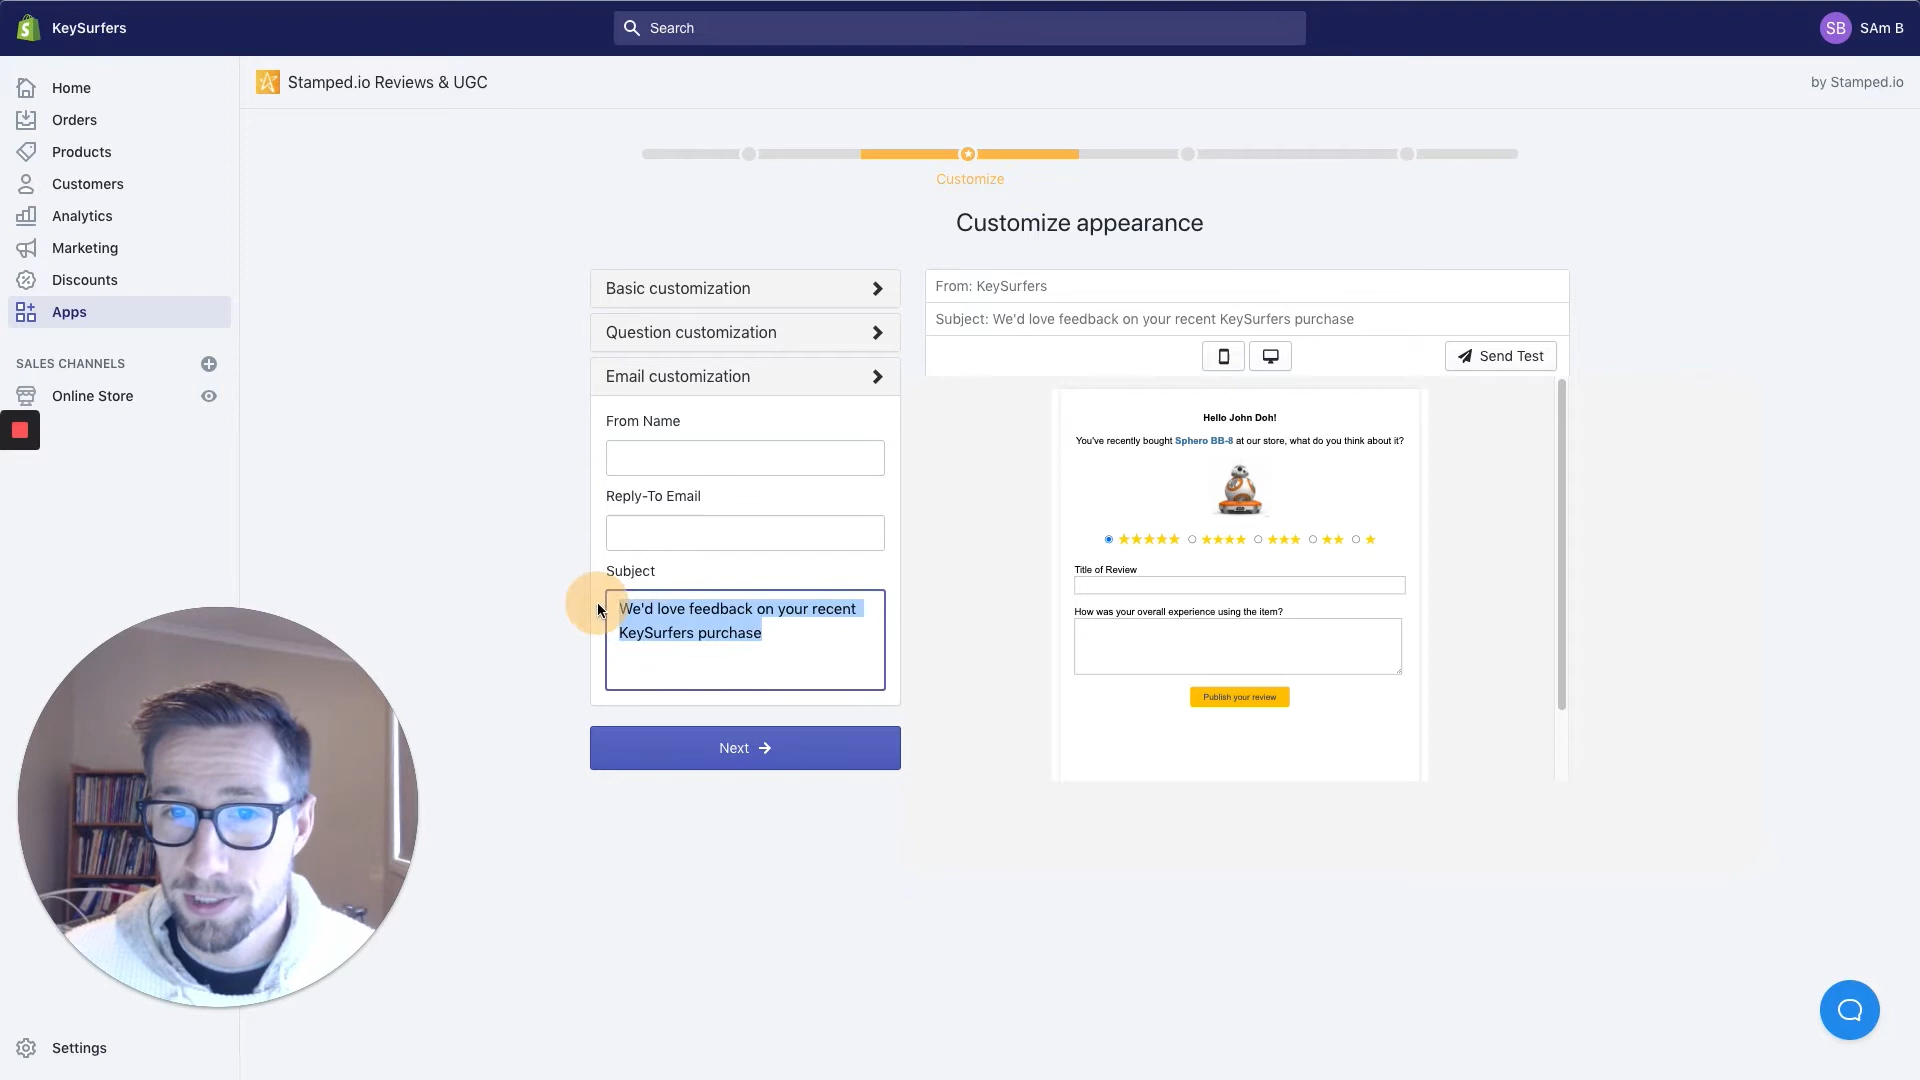 KeySurfers
Search
SB
SAm B
Home
Orders
Products
Customers
Analytics
Marketing
Discounts
Apps
SALES CHANNELS
Online Store
Settings
Stamped.io Reviews & UGC
by Stamped.io
Customize
Customize appearance
Basic customization
Question customization
Email customization
From Name
Reply-To Email
Subject
We'd love feedback on your recent
KeySurfers purchase
Next
From: KeySurfers
Subject: We'd love feedback on your recent KeySurfers purchase
Send Test
Hello John Doh!
You've recently bought Sphero BB-8 at our store, what do you think about it?
Title of Review
How was your overall experience using the item?
Publish your review